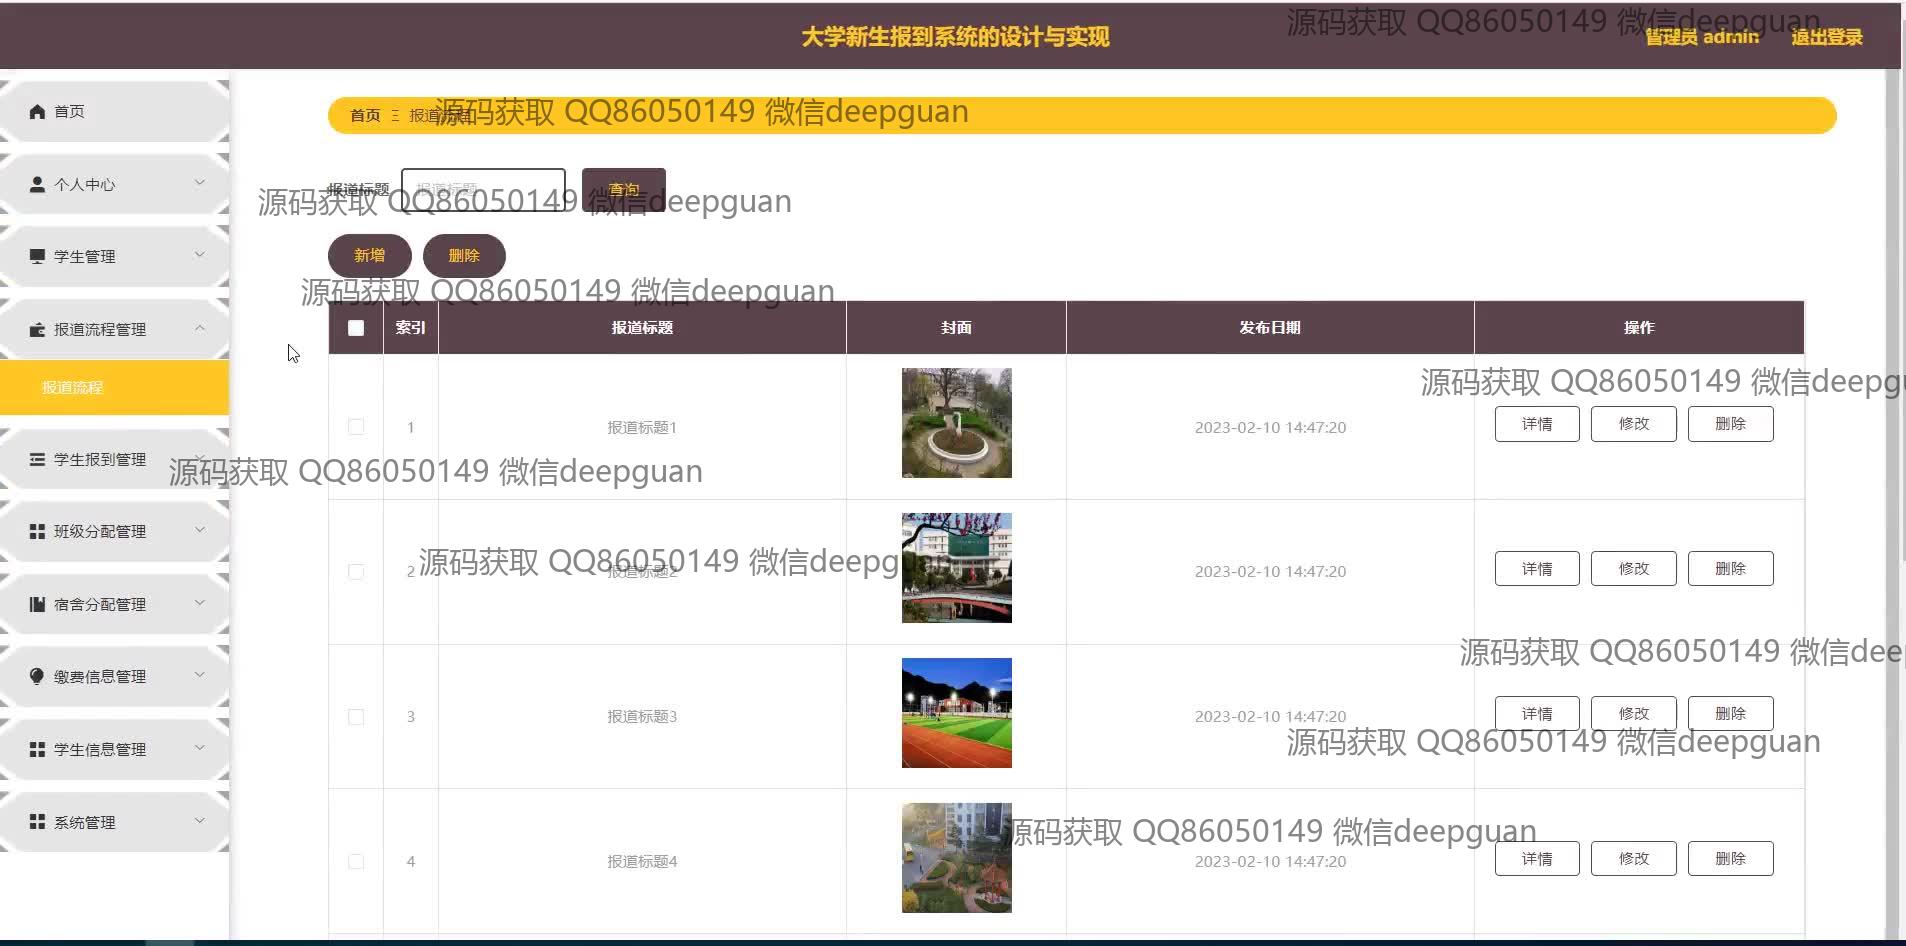 大学新生报到系统的设计与实现
源码获取 QQ86050149 微信deepguan
管理员 admin 退出登录
首页
个人中心
学生管理
报道流程管理
报道流程
学生报到管理
班级分配管理
宿舍分配管理
缴费信息管理
学生信息管理
系统管理
首页 Ξ 报道流程
源码获取 QQ86050149 微信deepguan
报道标题 报道标题 查询
源码获取 QQ86050149 微信deepguan
新增 删除
源码获取 QQ86050149 微信deepguan
索引 报道标题 封面 发布日期 操作
源码获取 QQ86050149 微信deepgu
1 报道标题1 2023-02-10 14:47:20 详情 修改 删除
源码获取 QQ86050149 微信deepguan
源码获取 QQ86050149 微信deepguan
2 报道标题2 2023-02-10 14:47:20 详情 修改 删除
源码获取 QQ86050149 微信dee
3 报道标题3 2023-02-10 14:47:20 详情 修改 删除
源码获取 QQ86050149 微信deepguan
源码获取 QQ86050149 微信deepguan
4 报道标题4 2023-02-10 14:47:20 详情 修改 删除